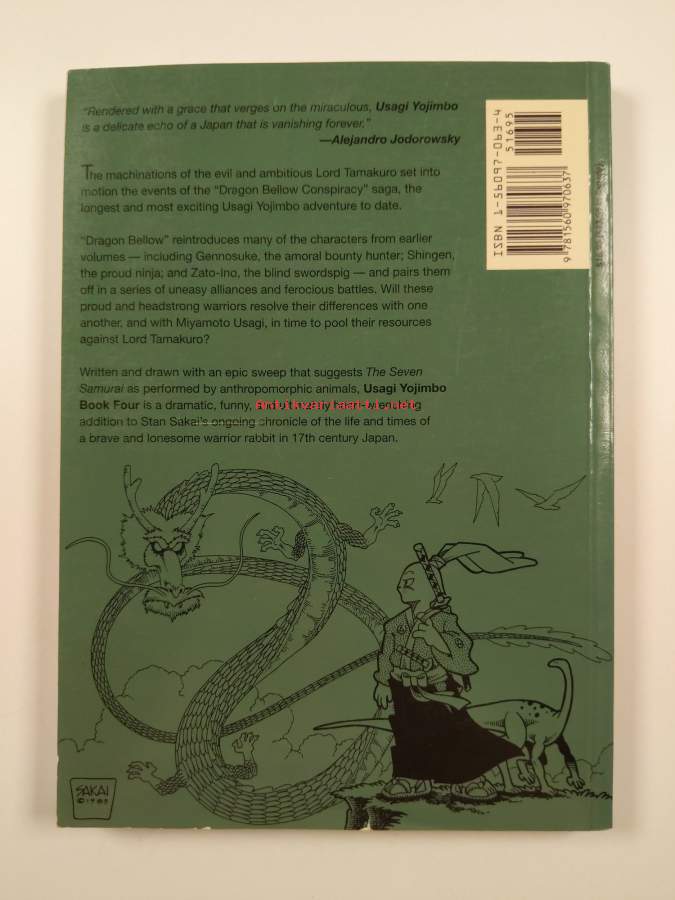 “Rendered with a grace that verges on the miraculous, Usagi Yojimbo
is a delicate echo of a Japan that is vanishing forever.”
—Alejandro Jodorowsky
The machinations of the evil and ambitious Lord Tamakuro set into
motion the events of the “Dragon Bellow Conspiracy” saga, the
longest and most exciting Usagi Yojimbo adventure to date.
“Dragon Bellow” reintroduces many of the characters from earlier
volumes — including Gennosuke, the amoral bounty hunter; Shingen,
the proud ninja; and Zato-Ino, the blind swordspig — and pairs them
off in a series of uneasy alliances and ferocious battles. Will these
proud and headstrong warriors resolve their differences with one
another, and with Miyamoto Usagi, in time to pool their resources
against Lord Tamakuro?
Written and drawn with an epic sweep that suggests The Seven
Samurai as performed by anthropomorphic animals, Usagi Yojimbo
Book Four is a dramatic, funny,
addition to Stan Sakai’s ongoing chronicle of the life and times of
a brave and lonesome warrior rabbit in 17th century Japan.
Antikvariaatti.net
ISBN 1-56097-063-4
51695
9 781560 970637
SAKAI